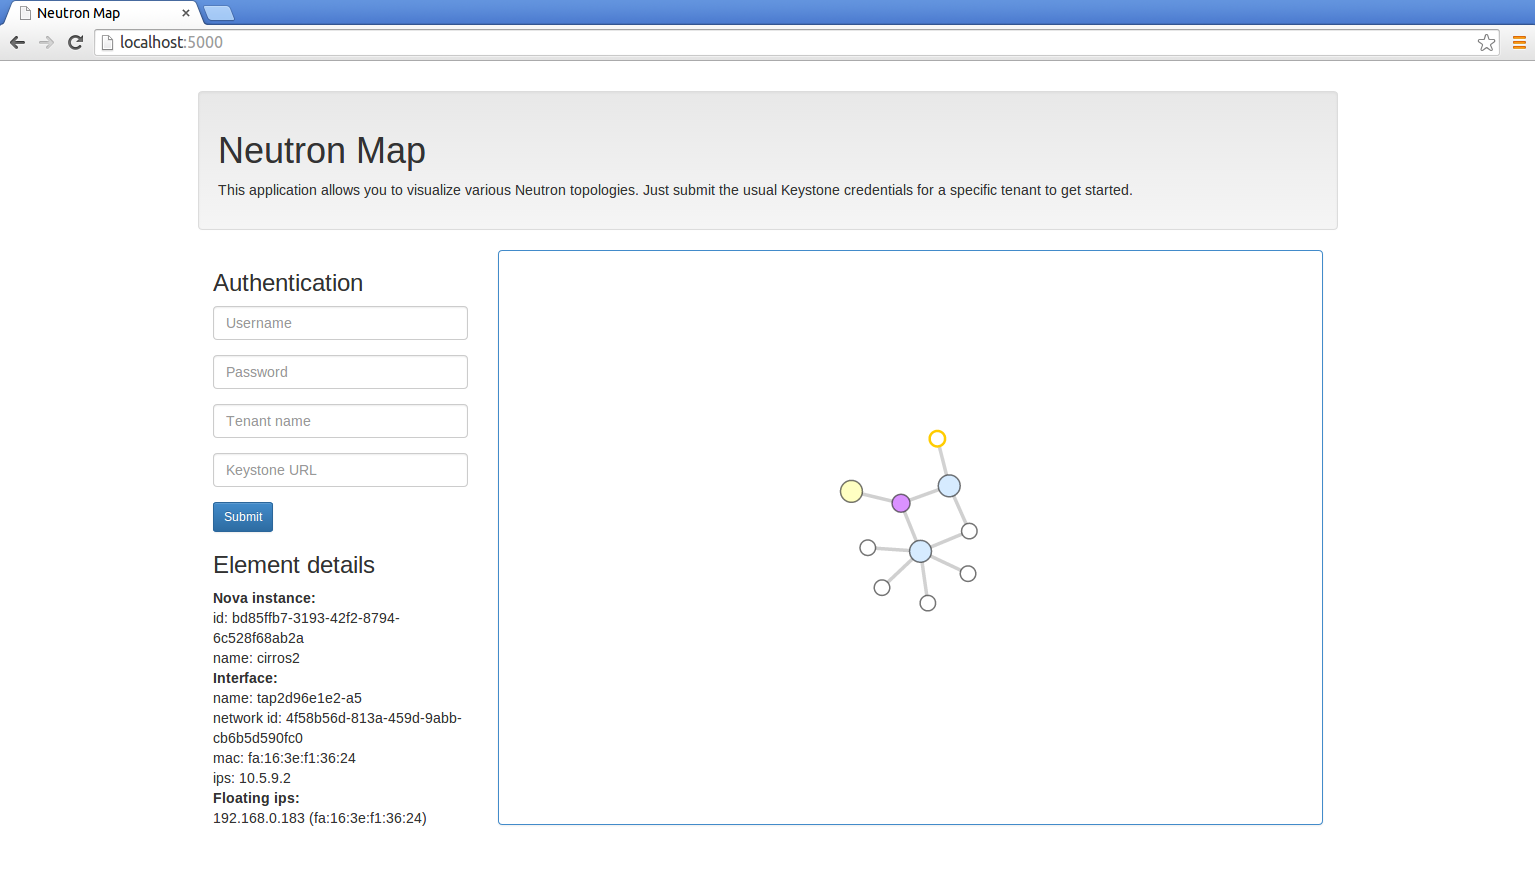 Neutron Map
localhost:5000
Neutron Map
This application allows you to visualize various Neutron topologies. Just submit the usual Keystone credentials for a specific tenant to get started.
Authentication
Username
Password
Tenant name
Keystone URL
Submit
Element details
Nova instance:
id: bd85ffb7-3193-42f2-8794-
6c528f68ab2a
name: cirros2
Interface:
name: tap2d96e1e2-a5
network id: 4f58b56d-813a-459d-9abb-
cb6b5d590fc0
mac: fa:16:3e:f1:36:24
ips: 10.5.9.2
Floating ips:
192.168.0.183 (fa:16:3e:f1:36:24)